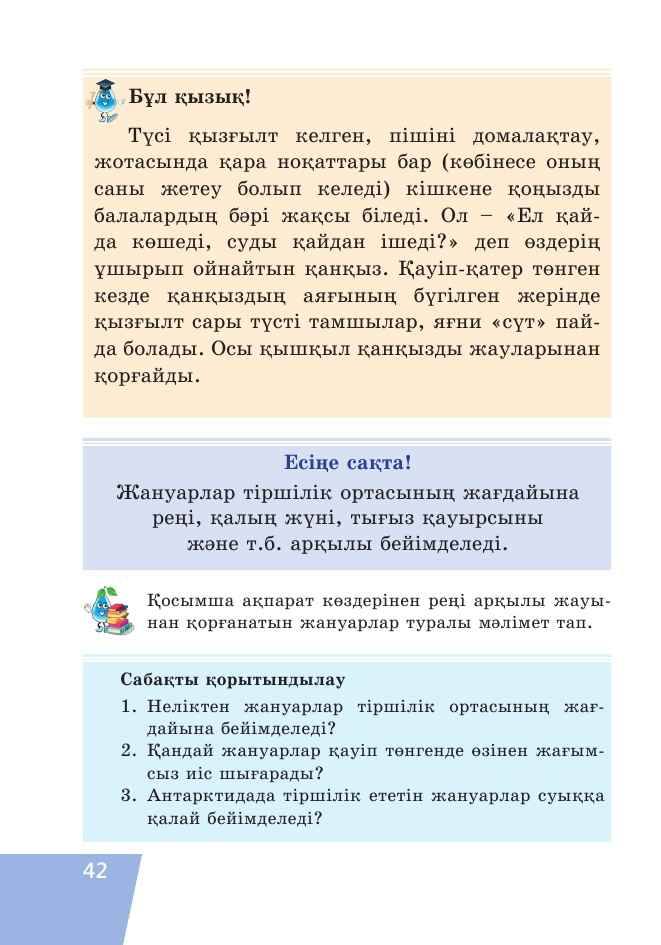 Бұл қызық!
Түсі қызғылт келген, пішіні домалақтау,
жотасында қара ноқаттары бар (көбінесе оның
саны жетеу болып келеді) кішкене қоңызды
балалардың бәрі жақсы біледі. Ол – «Ел қай-
да көшеді, суды қайдан ішеді?» деп өздерің
ұшырып ойнайтын қанқыз. Қауіп-қатер төнген
кезде қанқыздың аяғының бүгілген жерінде
қызғылт сары түсті тамшылар, яғни «сүт» пай-
да болады. Осы қышқыл қанқызды жауларынан
қорғайды.
Есіңе сақта!
Жануарлар тіршілік ортасының жағдайына
реңі, қалың жүні, тығыз қауырсыны
және т.б. арқылы бейімделеді.
Қосымша ақпарат көздерінен реңі арқылы жауы-
нан қорғанатын жануарлар туралы мәлімет тап.
Сабақты қорытындылау
1. Неліктен жануарлар тіршілік ортасының жағ-
дайына бейімделеді?
2. Қандай жануарлар қауіп төнгенде өзінен жағым-
сыз иіс шығарады?
3. Антарктидада тіршілік ететін жануарлар суыққа
қалай бейімделеді?
42